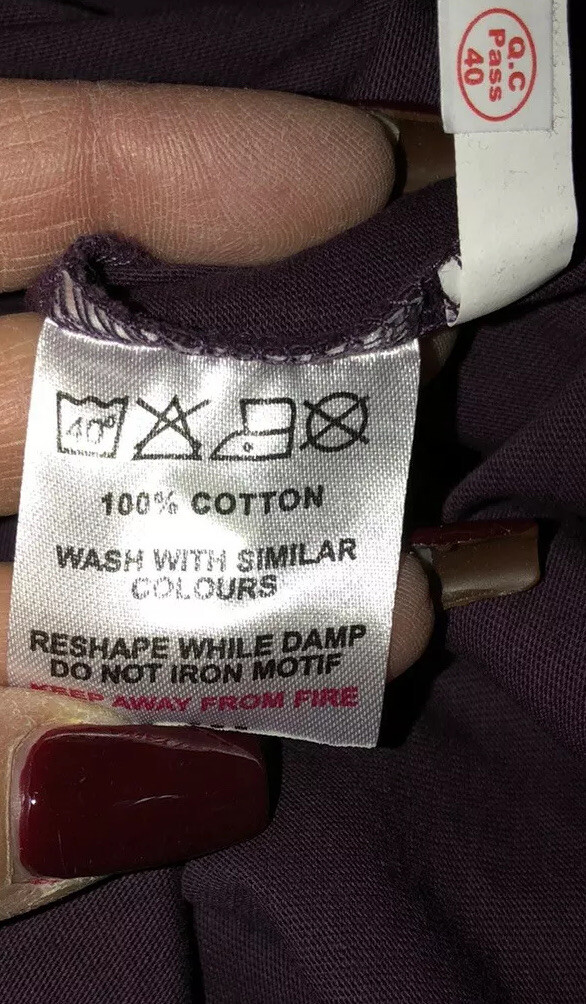 Q.C
Pass
40
40°
100% COTTON
WASH WITH SIMILAR
COLOURS
RESHAPE WHILE DAMP
DO NOT IRON MOTIF
KEEP AWAY FROM FIRE